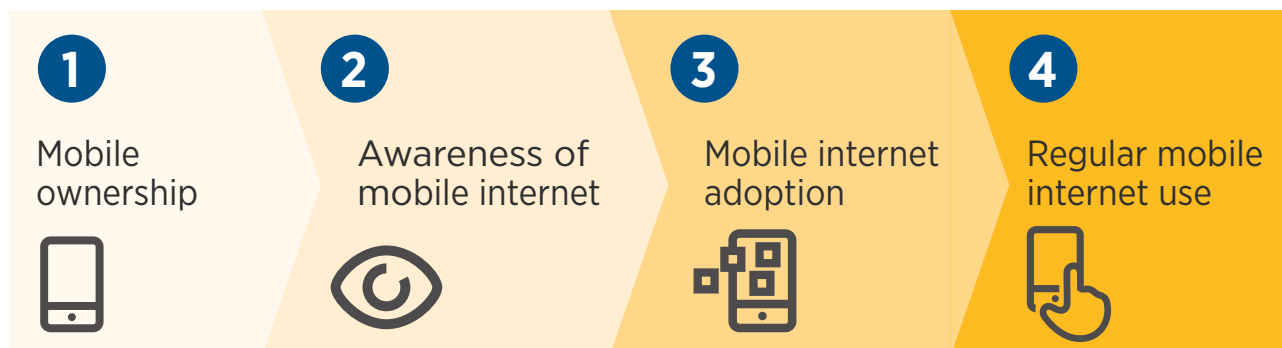 1
Mobile
ownership
2
Awareness of
mobile internet
3
Mobile internet
adoption
4
Regular mobile
internet use